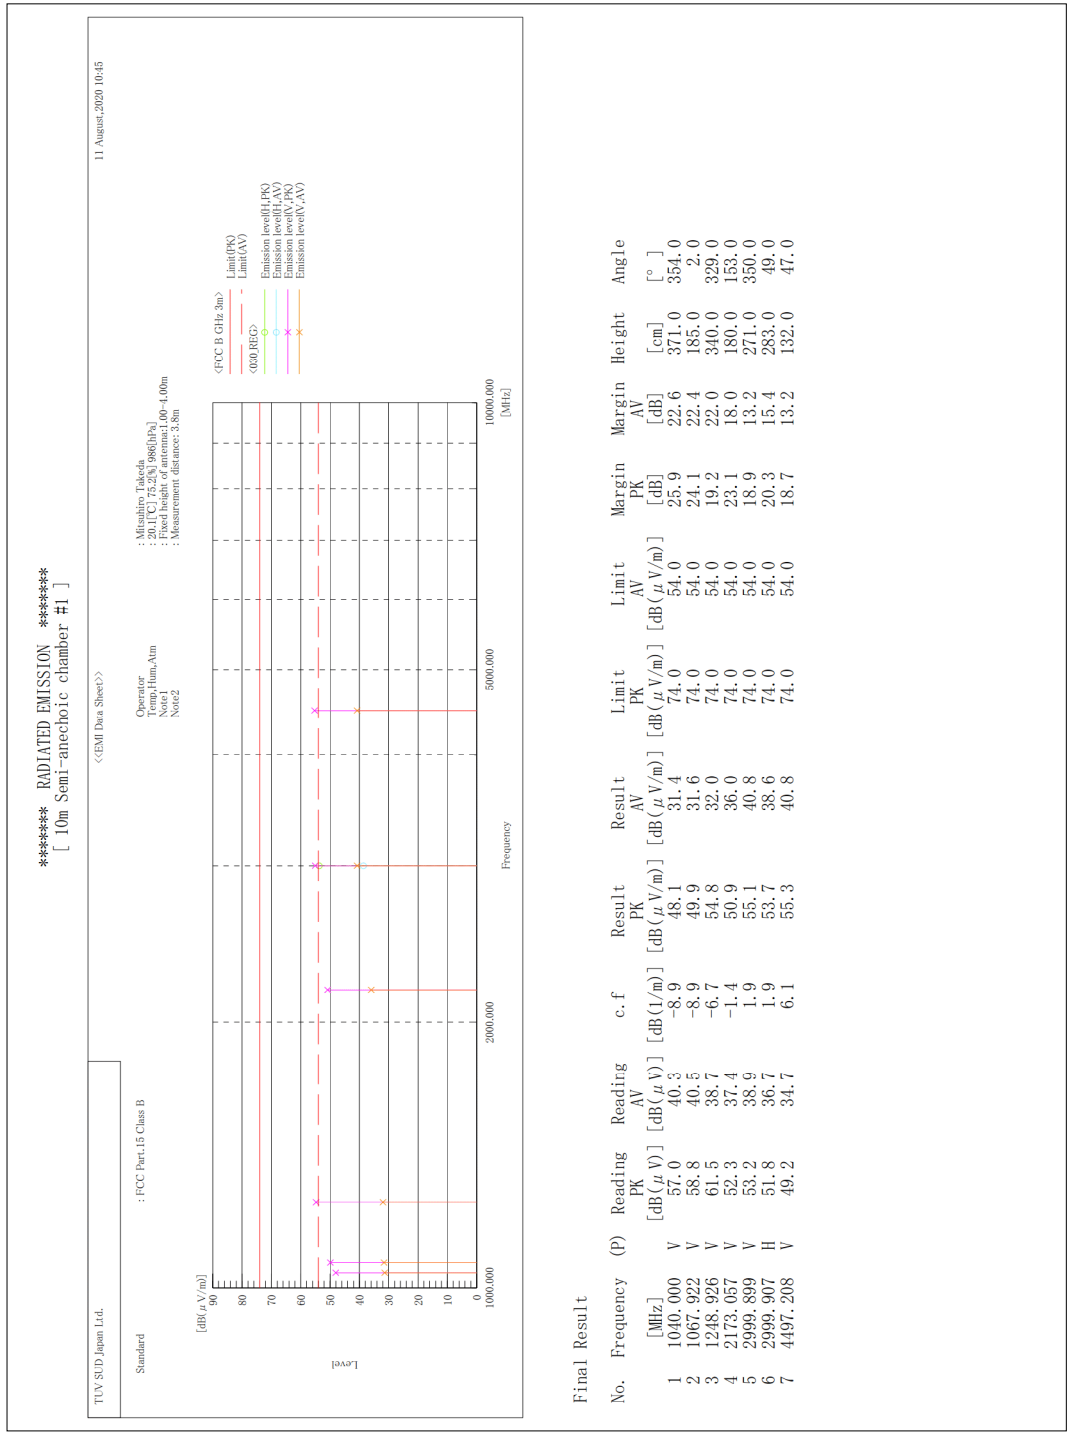 ******* RADIATED EMISSION *******
[ 10m Semi-anechoic chamber #1 ]
TUV SUD Japan Ltd.
<<EMI Data Sheet>>
11 August,2020 10:45
Standard : FCC Part.15 Class B
Operator : Mitsuhiro Takeda
Temp,Hum,Atm : 20.1[℃] 75.2[%] 986[hPa]
Note1 : Fixed height of antenna:1.00-4.00m
Note2 : Measurement distance: 3.8m
[dB(μV/m)]
90
80
70
60
50
40
30
20
10
0
Level
1000.000
2000.000
5000.000
10000.000
[MHz]
Frequency
<FCC B GHz 3m>
Limit(PK)
Limit(AV)
<030_REG>
Emission level(H,PK)
Emission level(H,AV)
Emission level(V,PK)
Emission level(V,AV)
Final Result
No. Frequency (P) Reading Reading c.f Result Result Limit Limit Margin Margin Height Angle
PK AV PK AV PK AV PK AV
[MHz] [dB(μV)] [dB(μV)] [dB(1/m)] [dB(μV/m)] [dB(μV/m)] [dB(μV/m)] [dB(μV/m)] [dB] [dB] [cm] [°]
1 1040.000 V 57.0 40.3 -8.9 48.1 31.4 74.0 54.0 25.9 22.6 371.0 354.0
2 1067.922 V 58.8 40.5 -8.9 49.9 31.6 74.0 54.0 24.1 22.4 185.0 2.0
3 1248.926 V 61.5 38.7 -6.7 54.8 32.0 74.0 54.0 19.2 22.0 340.0 329.0
4 2173.057 V 52.3 37.4 -1.4 50.9 36.0 74.0 54.0 23.1 18.0 180.0 153.0
5 2999.899 V 53.2 38.9 1.9 55.1 40.8 74.0 54.0 18.9 13.2 271.0 350.0
6 2999.907 H 51.8 36.7 1.9 53.7 38.6 74.0 54.0 20.3 15.4 283.0 49.0
7 4497.208 V 49.2 34.7 6.1 55.3 40.8 74.0 54.0 18.7 13.2 132.0 47.0